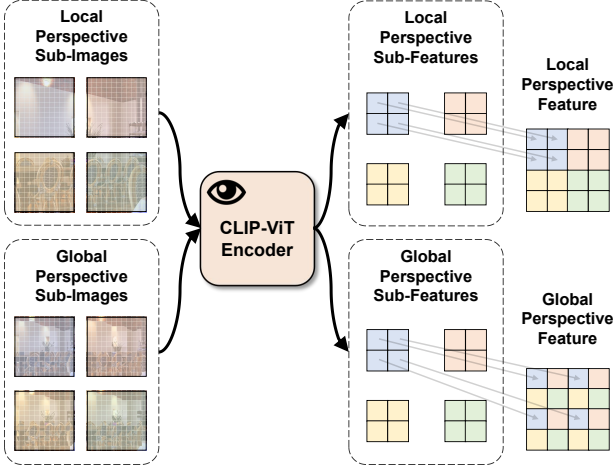 Local
Perspective
Sub-Images
Local
Perspective
Sub-Features
Local
Perspective
Feature
CLIP-ViT
Encoder
Global
Perspective
Sub-Images
Global
Perspective
Sub-Features
Global
Perspective
Feature